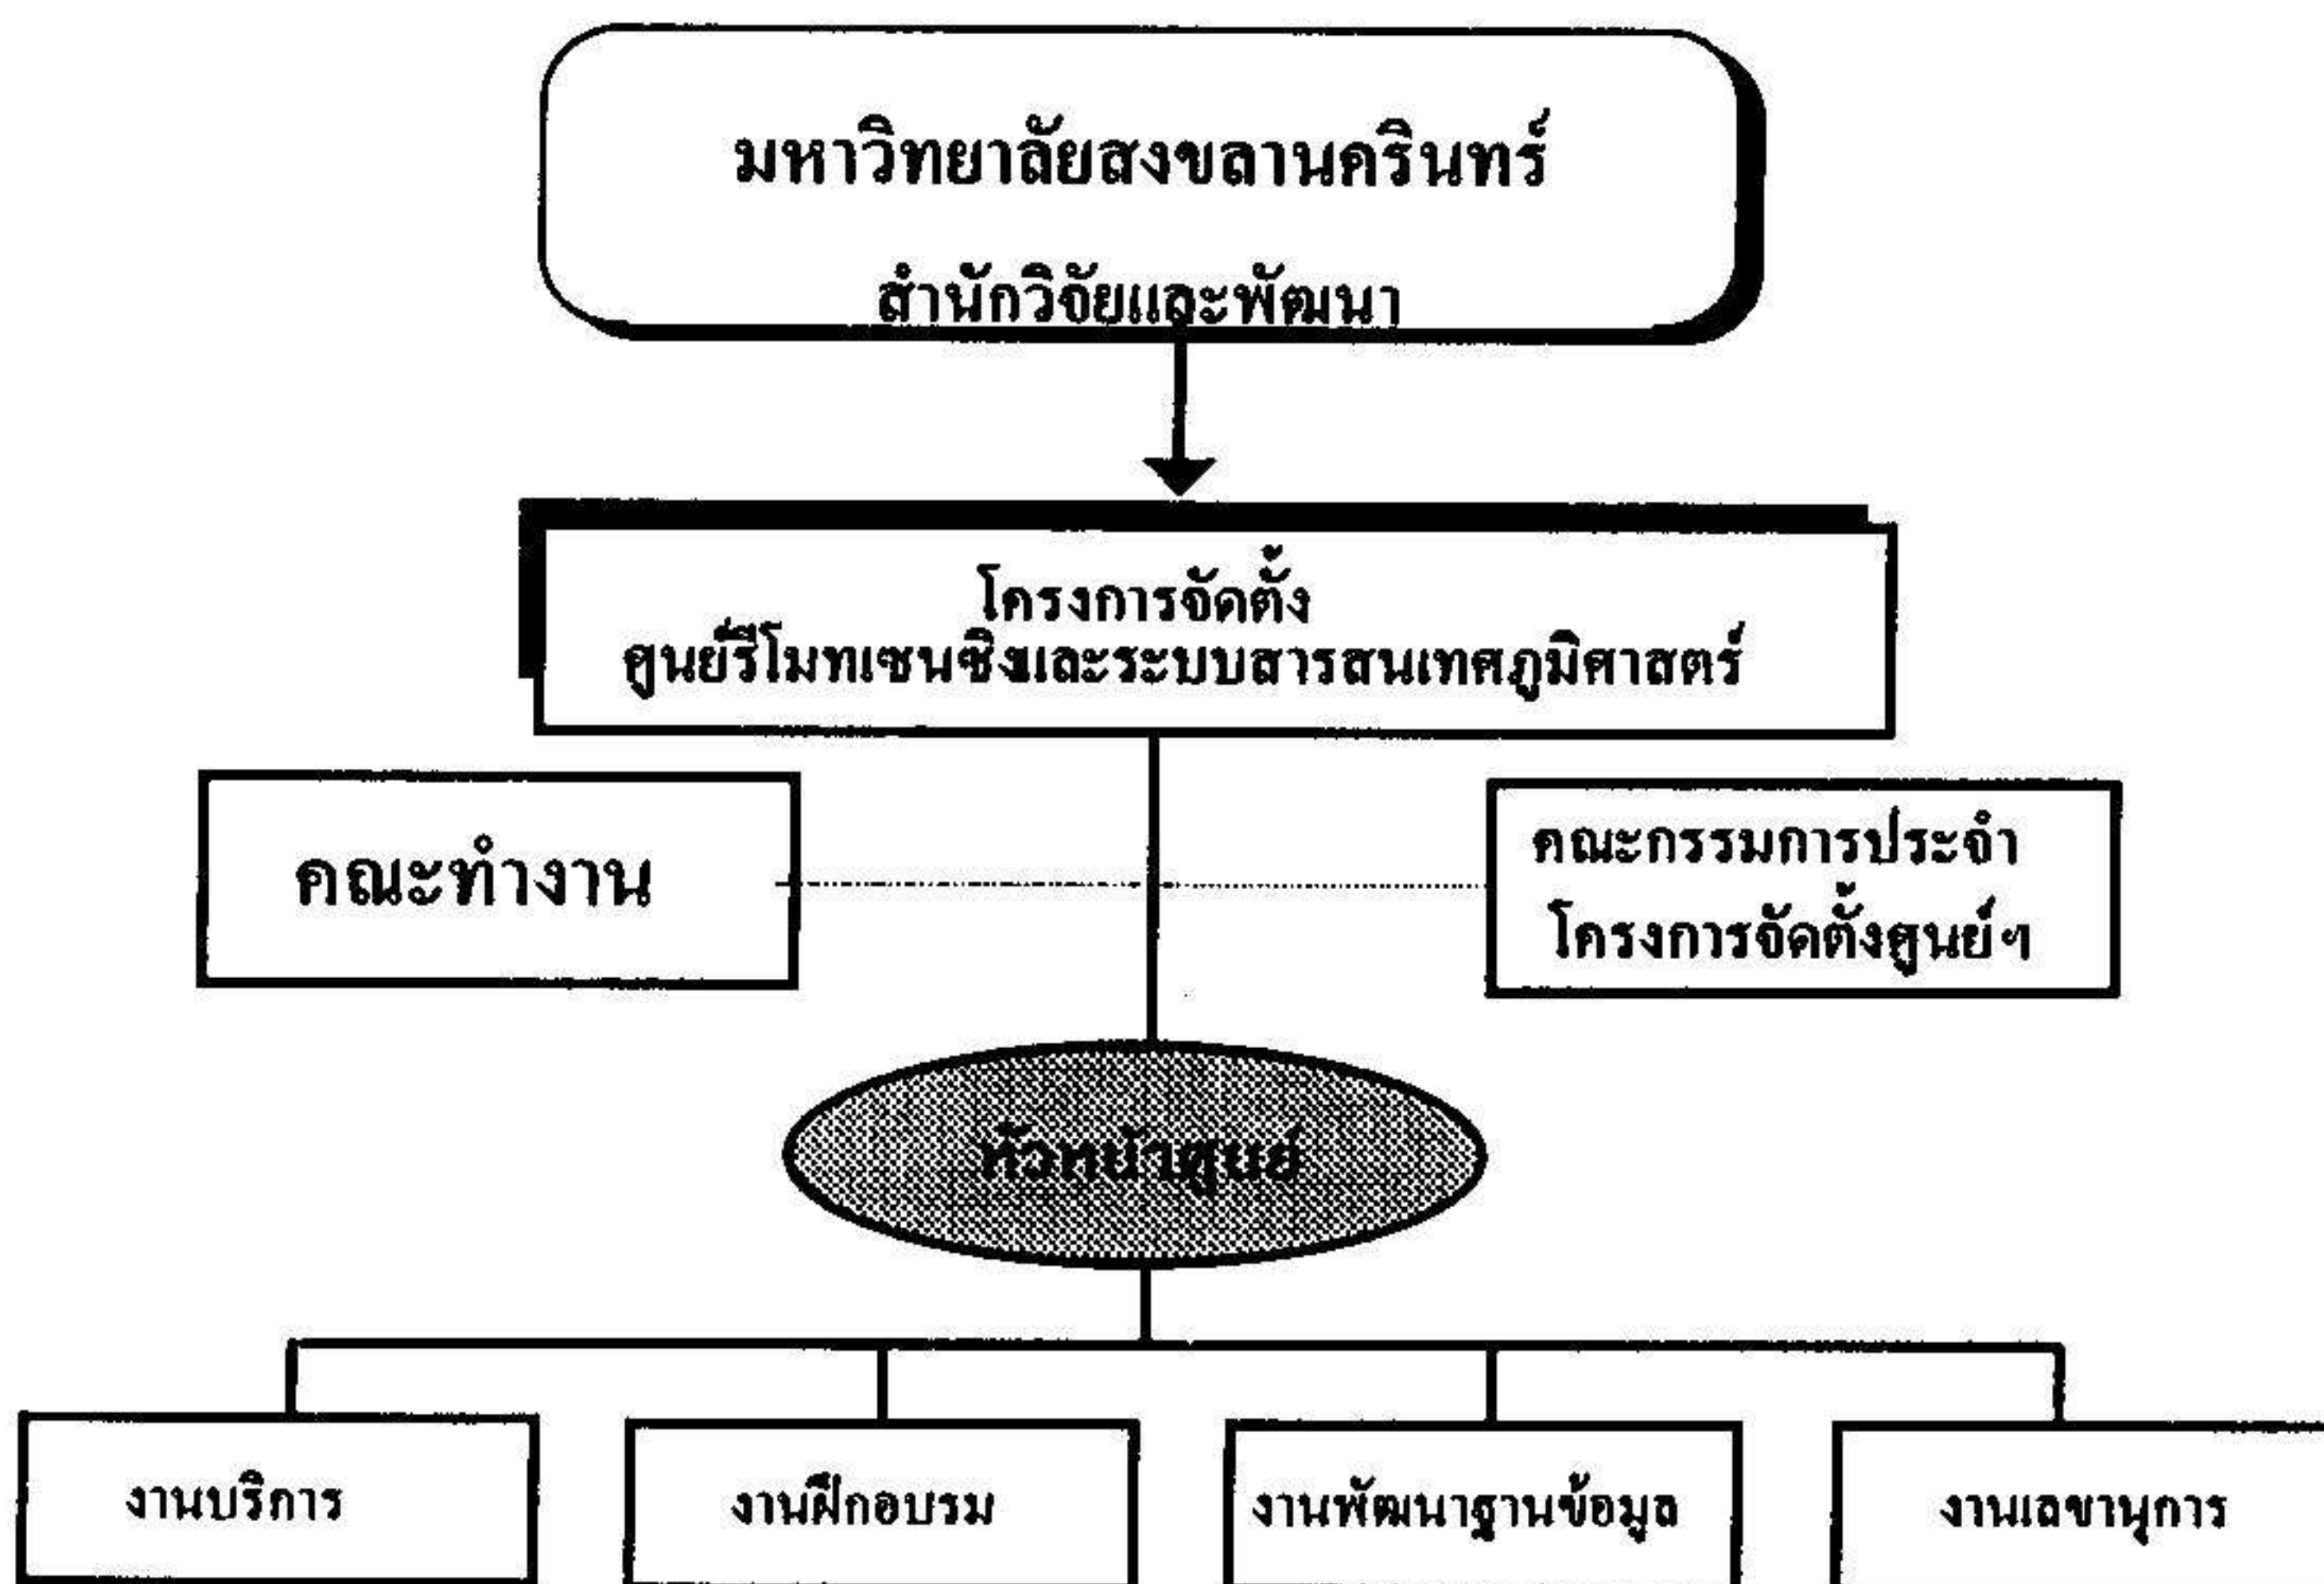 มหาวิทยาลัยสงขลานครินทร์
สำนักวิจัยและพัฒนา
โครงการจัดตั้ง
ศูนย์รีโมทเซนซิงและระบบสารสนเทศภูมิศาสตร์
คณะทำงาน
คณะกรรมการประจำ
โครงการจัดตั้งศูนย์ฯ
หัวหน้าศูนย์
งานบริการ
งานฝึกอบรม
งานพัฒนาฐานข้อมูล
งานเลขานุการ